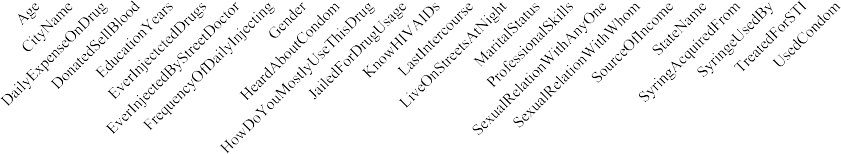 Age
CityName
DailyExpenseOnDrug
DonatedSellBlood
EducationYears
EverInjectetedDrugs
EverInjectedByStreetDoctor
FrequencyOfDailyInjecting
Gender
HeardAboutCondom
HowDoYouMostlyUseThisDrug
JailedForDrugUsage
KnowHIVAIDs
LastIntercourse
LiveOnStreetsAtNight
MaritalStatus
ProfessionalSkills
SexualRelationWithAnyOne
SexualRelationWithWhom
SourceOfIncome
StateName
SyringAcquiredFrom
SyringeUsedBy
TreatedForSTI
UsedCondom